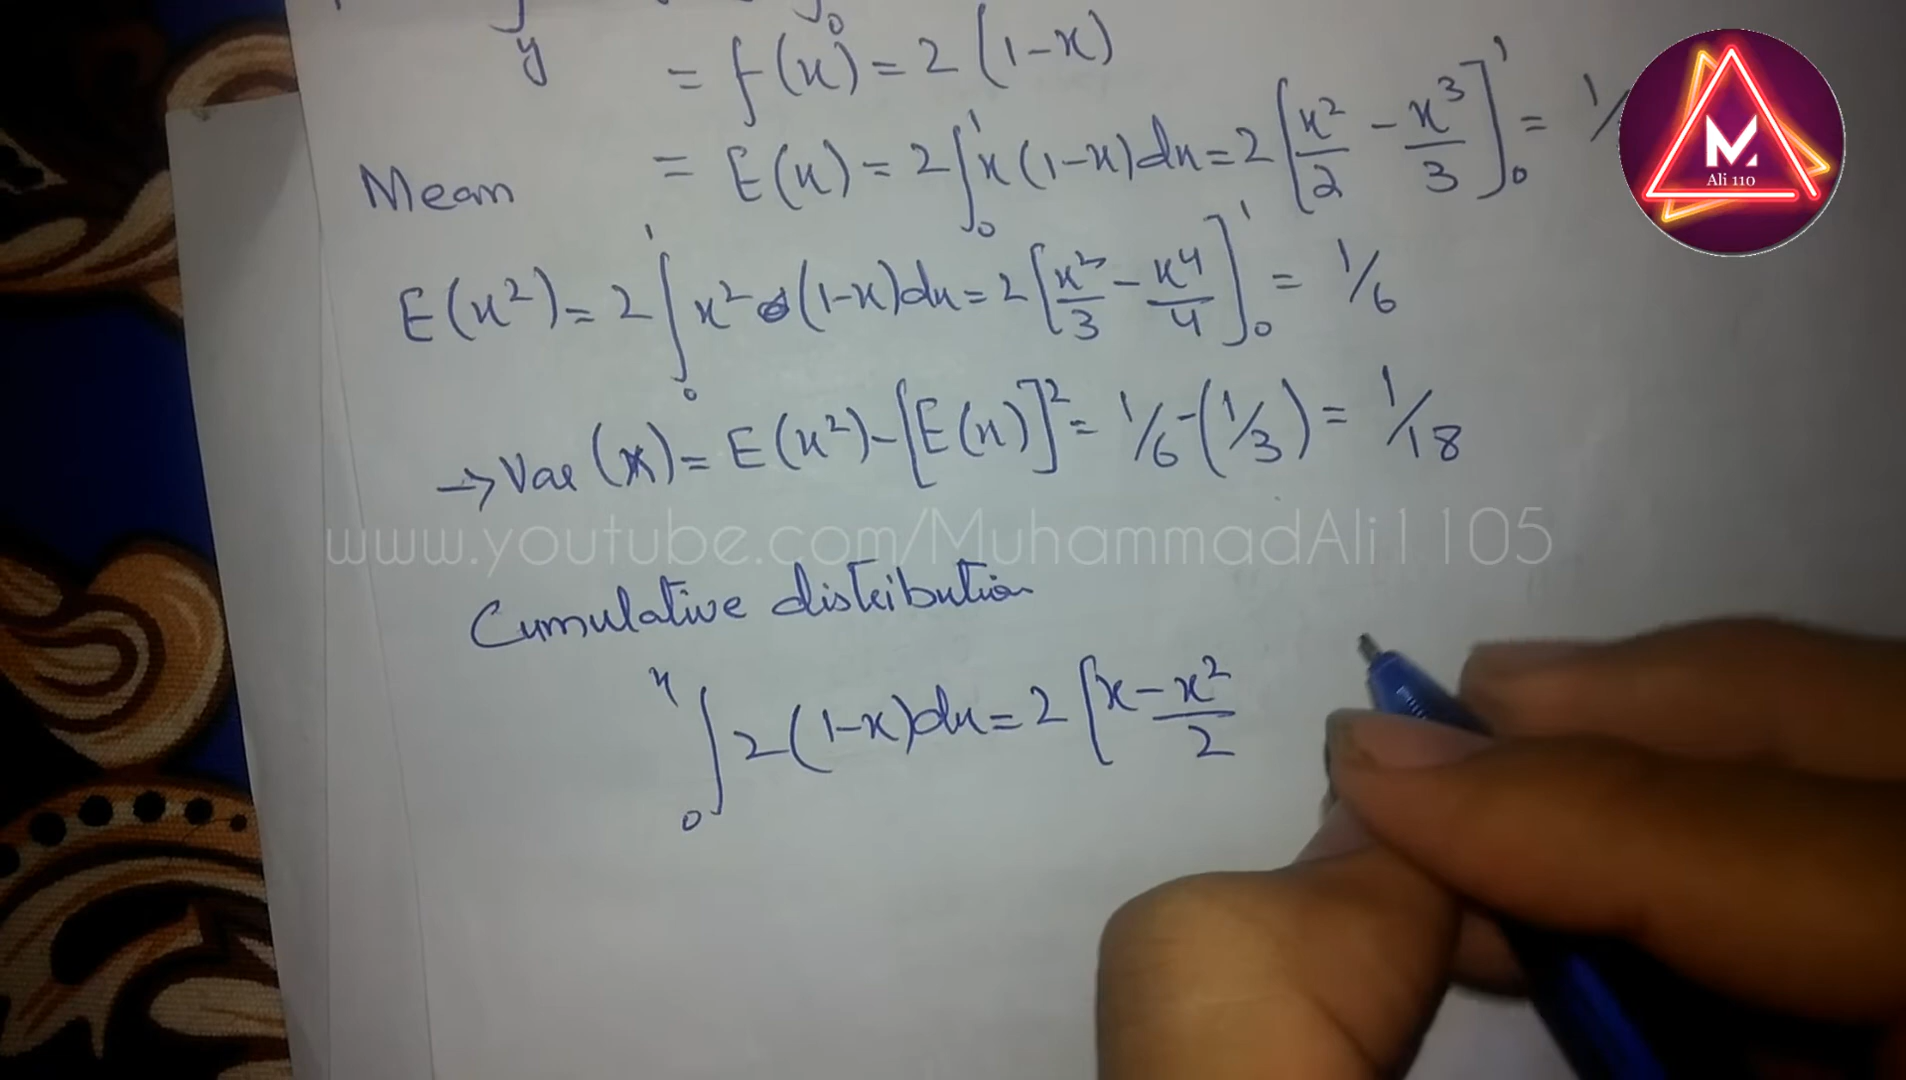 y
= f(x) = 2 (1-x)
Mean = E(x) = 2∫₀¹ x(1-x)dx = 2[x²/2 - x³/3]₀¹ = 1/
M.
Ali 110
E(x²) = 2∫₀¹ x² (1-x)dx = 2[x³/3 - x⁴/4]₀¹ = 1/6
→ Var (x) = E(x²) - [E(x)]² = 1/6 - (1/3) = 1/18
www.youtube.com/MuhammadAli1105
Cumulative distribution
∫₀ˣ 2(1-x)dx = 2[x - x²/2